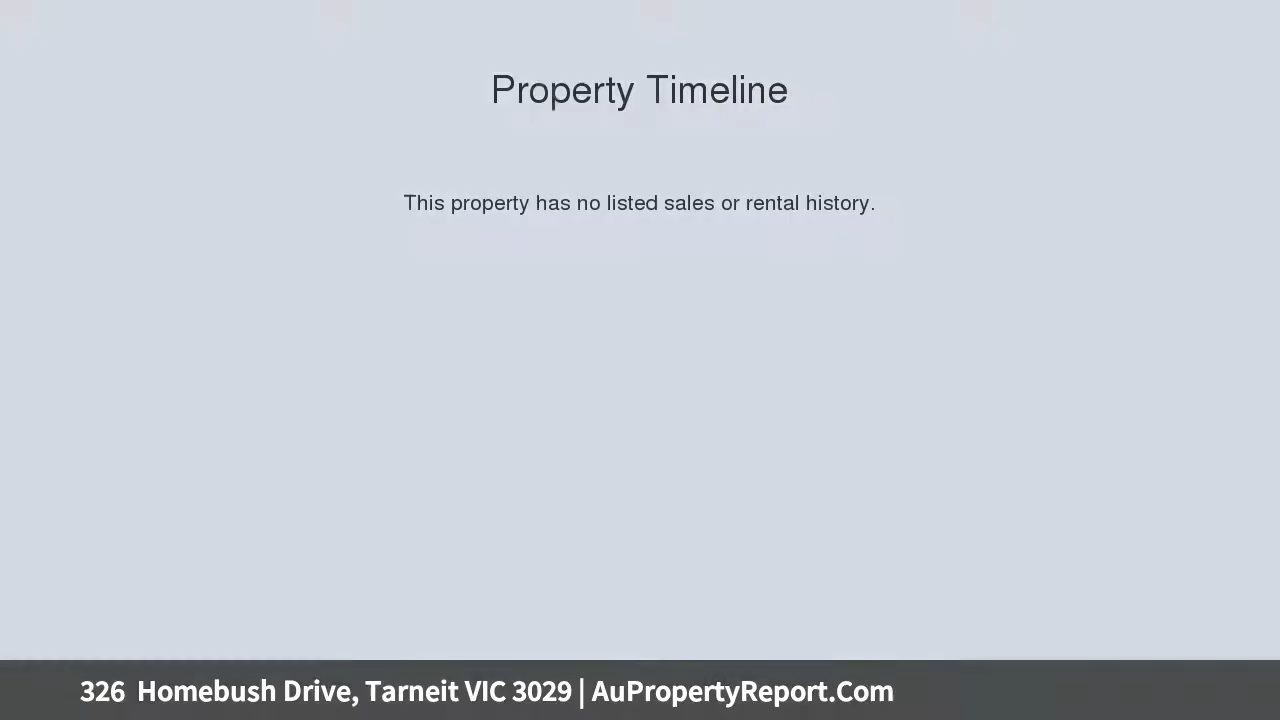 Property Timeline
This property has no listed sales or rental history.
326  Homebush Drive, Tarneit VIC 3029 | AuPropertyReport.Com